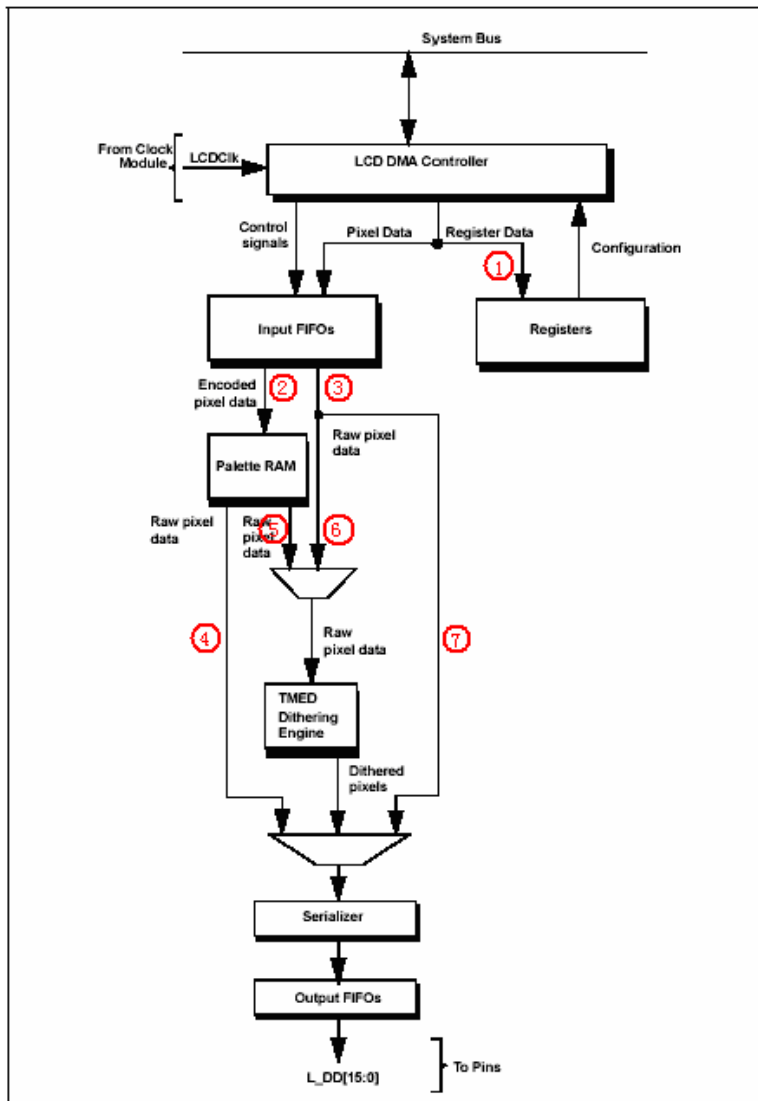 System Bus
From Clock
Module
LCDClk
LCD DMA Controller
Control
signals
Pixel Data
Register Data
Configuration
1
Input FIFOs
Registers
Encoded
pixel data
2
3
Raw pixel
data
Palette RAM
Raw pixel
data
Raw
pixel
data
5
6
4
Raw
pixel data
7
TMED
Dithering
Engine
Dithered
pixels
Serializer
Output FIFOs
L_DD[15:0]
To Pins